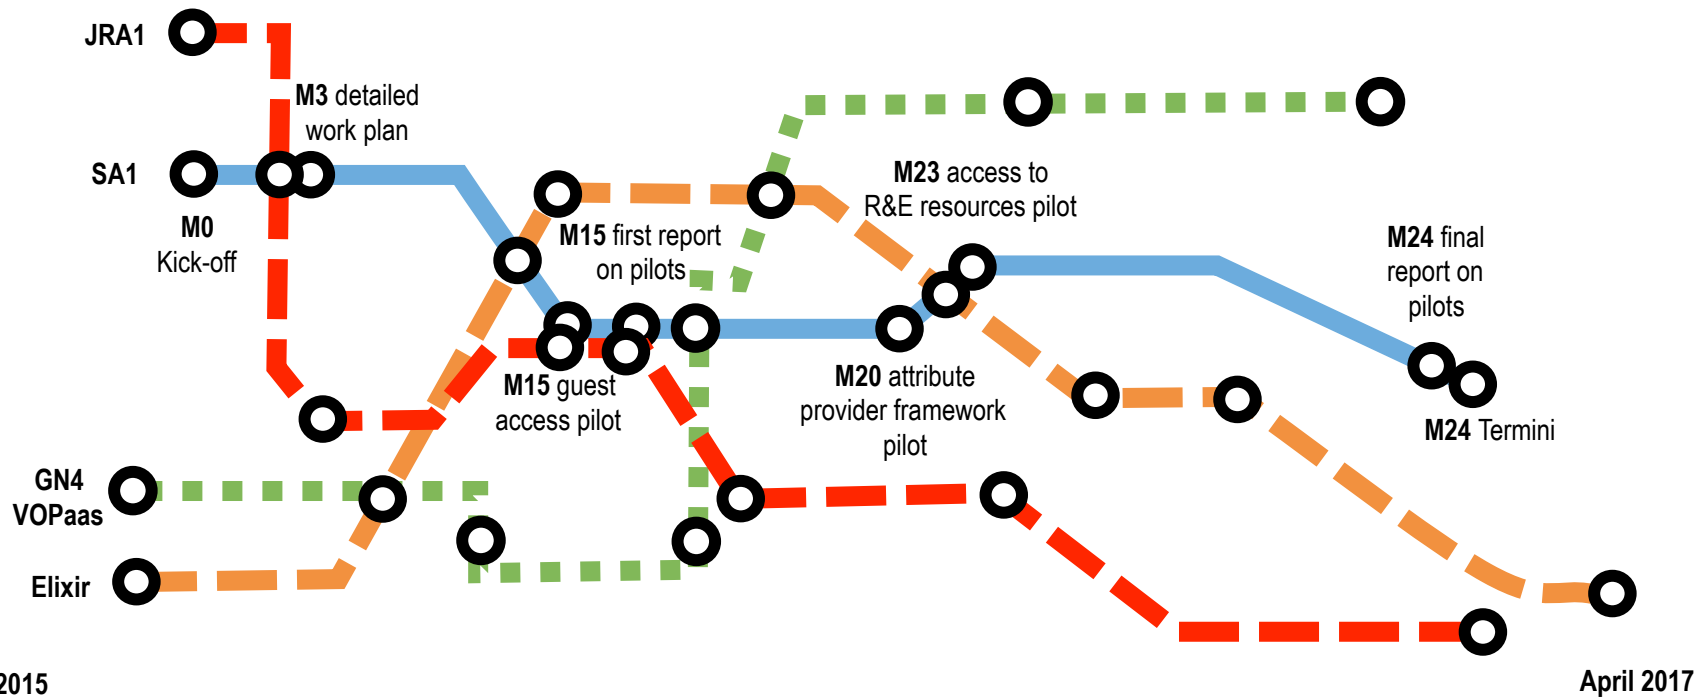 JRA1
M3 detailed
work plan
SA1
M0
Kick-off
M15 first report
on pilots
M23 access to
R&E resources pilot
M24 final
report on
pilots
M15 guest
access pilot
M20 attribute
provider framework
pilot
M24 Termini
GN4
VOPaas
Elixir
2015
April 2017